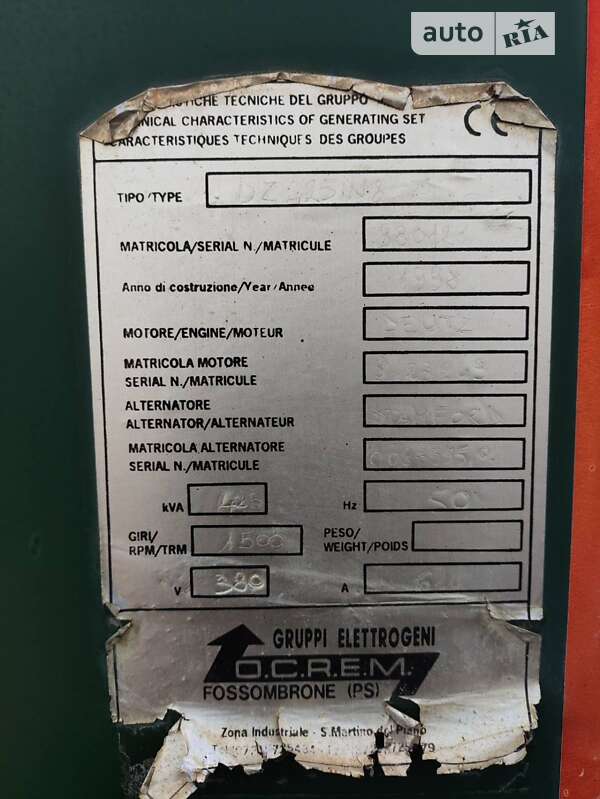 auto RIA
TECNICHE DEL GRUPPO
CHARACTERISTICS OF GENERATING SET
CARACTERISTIQUES TECHNIQUES DES GROUPES
CE
TIPO/TYPE
MATRICOLA/SERIAL N./MATRICULE
Anno di costruzione/Year/Annee 1998
MOTORE/ENGINE/MOTEUR DEUTZ
MATRICOLA MOTORE
SERIAL N./MATRICULE
ALTERNATORE
ALTERNATOR/ALTERNATEUR STAMFORD
MATRICOLA ALTERNATORE
SERIAL N./MATRICULE
kVA Hz 50
GIRI/ PESO/
RPM/TRM 1500 WEIGHT/POIDS
V 380 A
GRUPPI ELETTROGENI
O.C.R.E.M.
FOSSOMBRONE (PS)
Zona Industriale - S. Martino del Piano